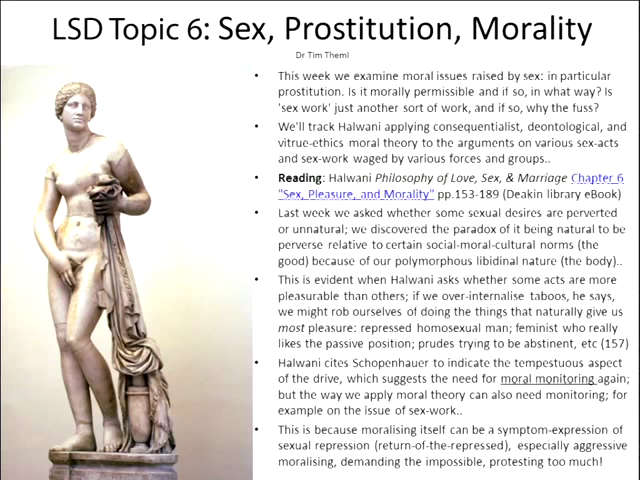 LSD Topic 6: Sex, Prostitution, Morality
Dr Tim Themi
• This week we examine moral issues raised by sex: in particular
prostitution. Is it morally permissible and if so, in what way? Is
'sex work' just another sort of work, and if so, why the fuss?
• We'll track Halwani applying consequentialist, deontological, and
vitrue-ethics moral theory to the arguments on various sex-acts
and sex-work waged by various forces and groups..
• Reading: Halwani Philosophy of Love, Sex, & Marriage Chapter 6
"Sex, Pleasure, and Morality" pp.153-189 (Deakin library eBook)
• Last week we asked whether some sexual desires are perverted
or unnatural; we discovered the paradox of it being natural to be
perverse relative to certain social-moral-cultural norms (the
good) because of our polymorphous libidinal nature (the body)..
• This is evident when Halwani asks whether some acts are more
pleasurable than others; if we over-internalise taboos, he says,
we might rob ourselves of doing the things that naturally give us
most pleasure: repressed homosexual man; feminist who really
likes the passive position; prudes trying to be abstinent, etc (157)
• Halwani cites Schopenhauer to indicate the tempestuous aspect
of the drive, which suggests the need for moral monitoring again;
but the way we apply moral theory can also need monitoring; for
example on the issue of sex-work..
• This is because moralising itself can be a symptom-expression of
sexual repression (return-of-the-repressed), especially aggressive
moralising, demanding the impossible, protesting too much!